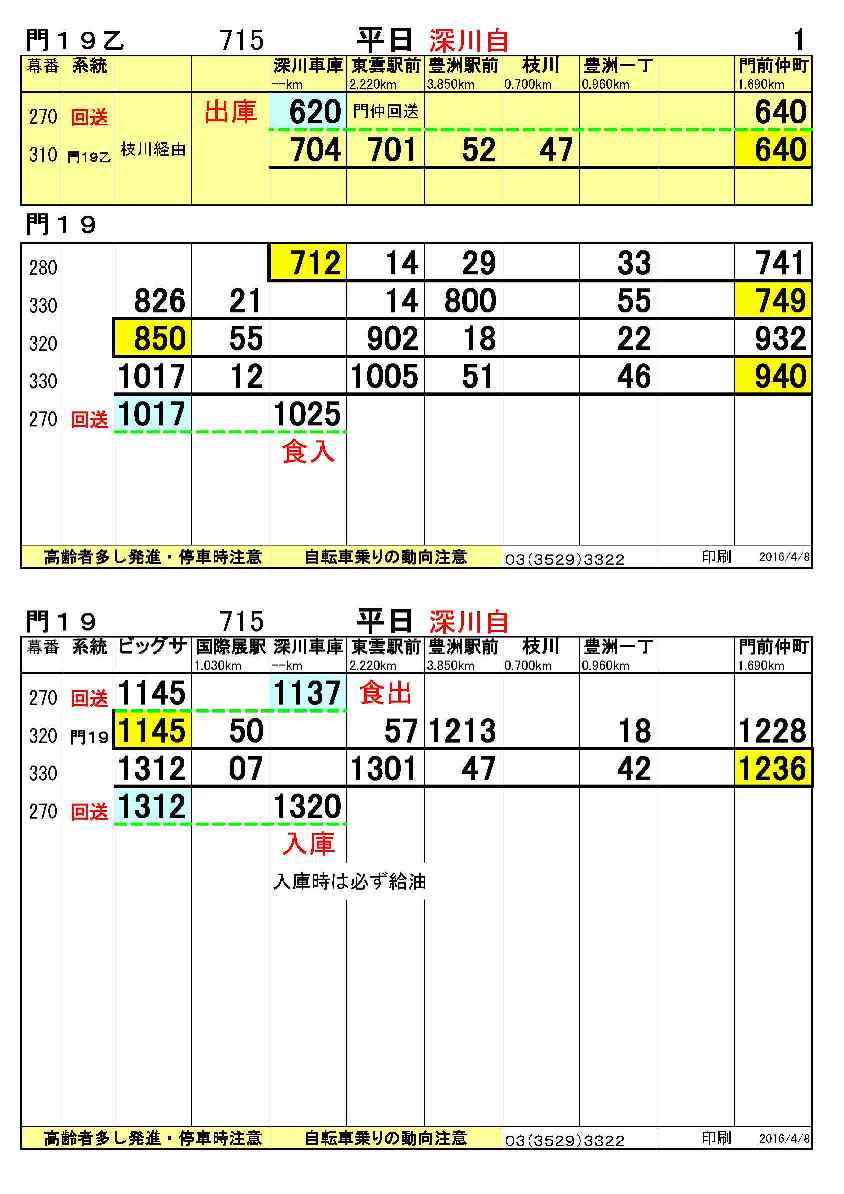 門１９乙 715 平日 深川自 1
幕番 系統 深川車庫 東雲駅前 豊洲駅前 枝川 豊洲一丁 門前仲町
--km 2.220km 3.850km 0.700km 0.960km 1.690km
270 回送 出庫 620 門仲回送 640
310 門19乙 枝川経由 704 701 52 47 640
門１９
280 712 14 29 33 741
330 826 21 14 800 55 749
320 850 55 902 18 22 932
330 1017 12 1005 51 46 940
270 回送 1017 1025
食入
高齢者多し発進・停車時注意 自転車乗りの動向注意 03(3529)3322 印刷 2016/4/8
門１９ 715 平日 深川自
幕番 系統 ビッグサ 国際展駅 深川車庫 東雲駅前 豊洲駅前 枝川 豊洲一丁 門前仲町
1.030km --km 2.220km 3.850km 0.700km 0.960km 1.690km
270 回送 1145 1137 食出
320 門19 1145 50 57 1213 18 1228
330 1312 07 1301 47 42 1236
270 回送 1312 1320
入庫
入庫時は必ず給油
高齢者多し発進・停車時注意 自転車乗りの動向注意 03(3529)3322 印刷 2016/4/8